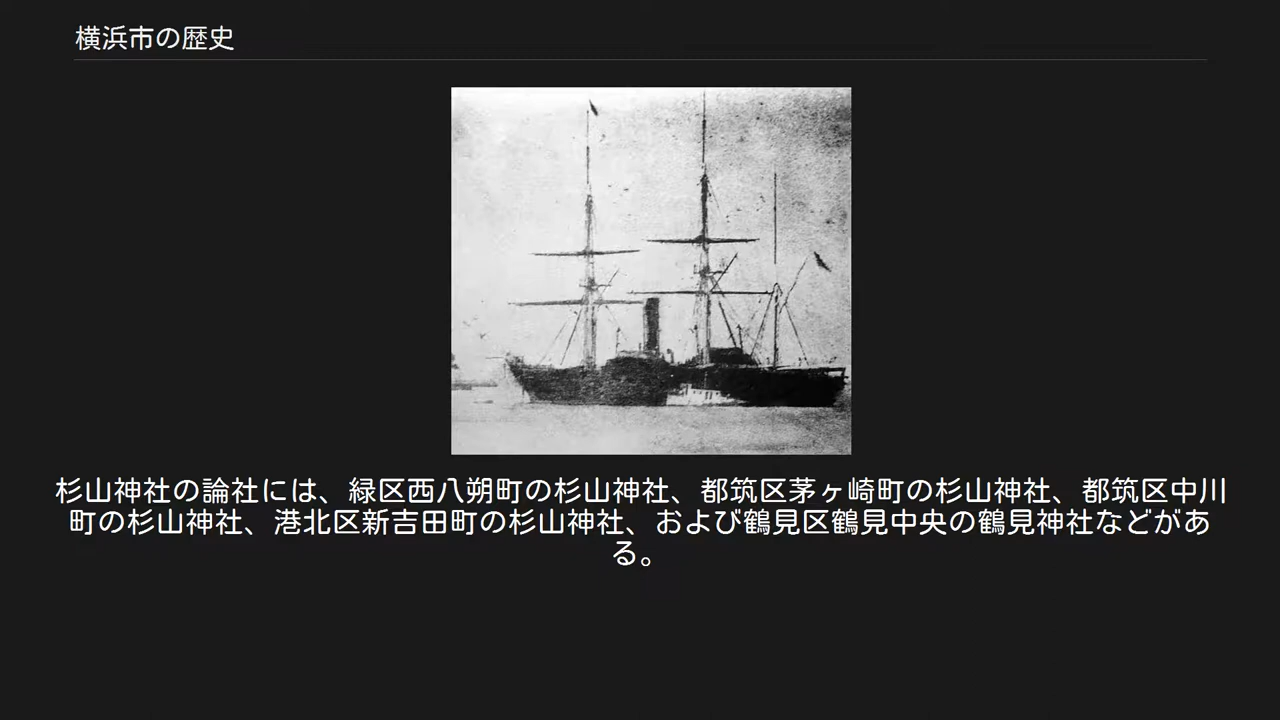 横浜市の歴史
杉山神社の論社には、緑区西八朔町の杉山神社、都筑区茅ヶ崎町の杉山神社、都筑区中川
町の杉山神社、港北区新吉田町の杉山神社、および鶴見区鶴見中央の鶴見神社などがあ
る。